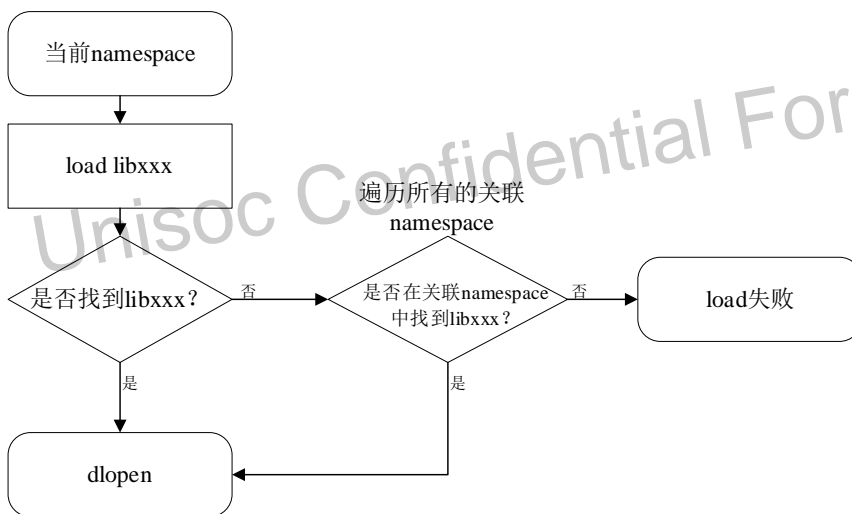 当前namespace
load libxxx
Unisoc Confidential For
遍历所有的关联
namespace
是否找到libxxx？
否
是否在关联namespace
中找到libxxx？
否
load失败
是
是
dlopen